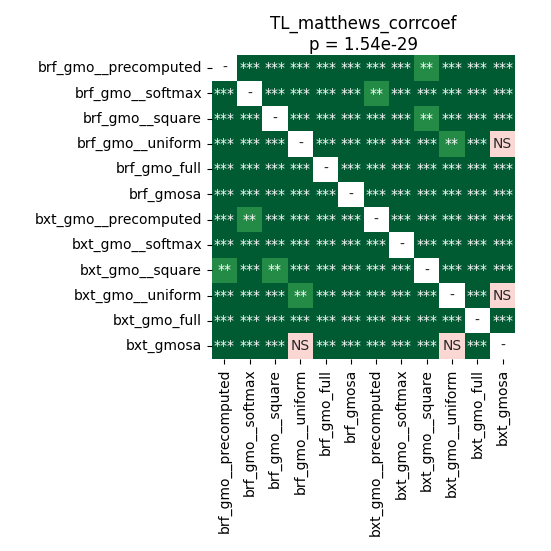 TL_matthews_corrcoef
p = 1.54e-29
brf_gmo__precomputed - *** *** *** *** *** *** *** ** *** *** ***
brf_gmo__softmax *** - *** *** *** *** ** *** *** *** *** ***
brf_gmo__square *** *** - *** *** *** *** *** ** *** *** ***
brf_gmo__uniform *** *** *** - *** *** *** *** *** ** *** NS
brf_gmo_full *** *** *** *** - *** *** *** *** *** *** ***
brf_gmosa *** *** *** *** *** - *** *** *** *** *** ***
bxt_gmo__precomputed *** ** *** *** *** *** - *** *** *** *** ***
bxt_gmo__softmax *** *** *** *** *** *** *** - *** *** *** ***
bxt_gmo__square ** *** ** *** *** *** *** *** - *** *** ***
bxt_gmo__uniform *** *** *** ** *** *** *** *** *** - *** NS
bxt_gmo_full *** *** *** *** *** *** *** *** *** *** - ***
bxt_gmosa *** *** *** NS *** *** *** *** *** NS *** -
brf_gmo__precomputed
brf_gmo__softmax
brf_gmo__square
brf_gmo__uniform
brf_gmo_full
brf_gmosa
bxt_gmo__precomputed
bxt_gmo__softmax
bxt_gmo__square
bxt_gmo__uniform
bxt_gmo_full
bxt_gmosa